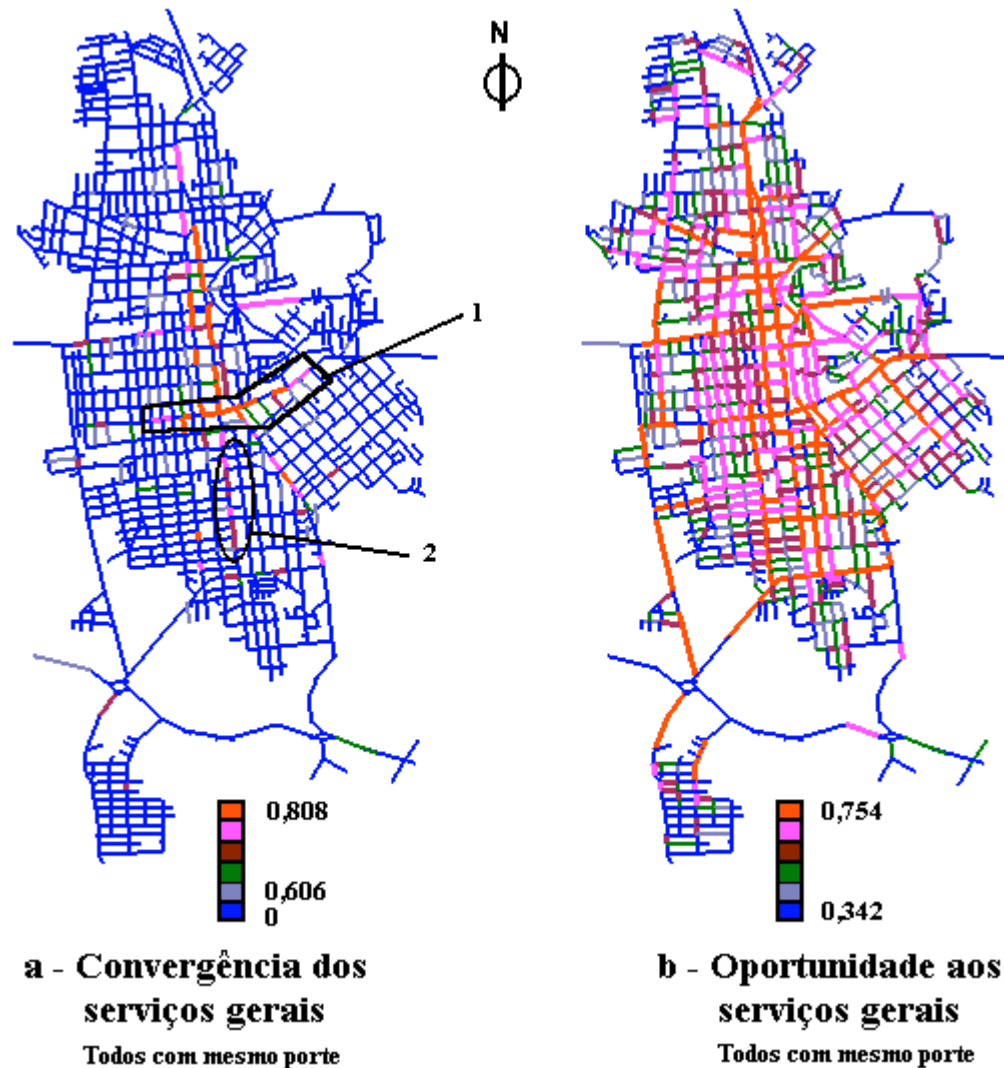 N
1
2
0,808
0,606
0
a - Convergência dos
serviços gerais
Todos com mesmo porte
0,754
0,342
b - Oportunidade aos
serviços gerais
Todos com mesmo porte